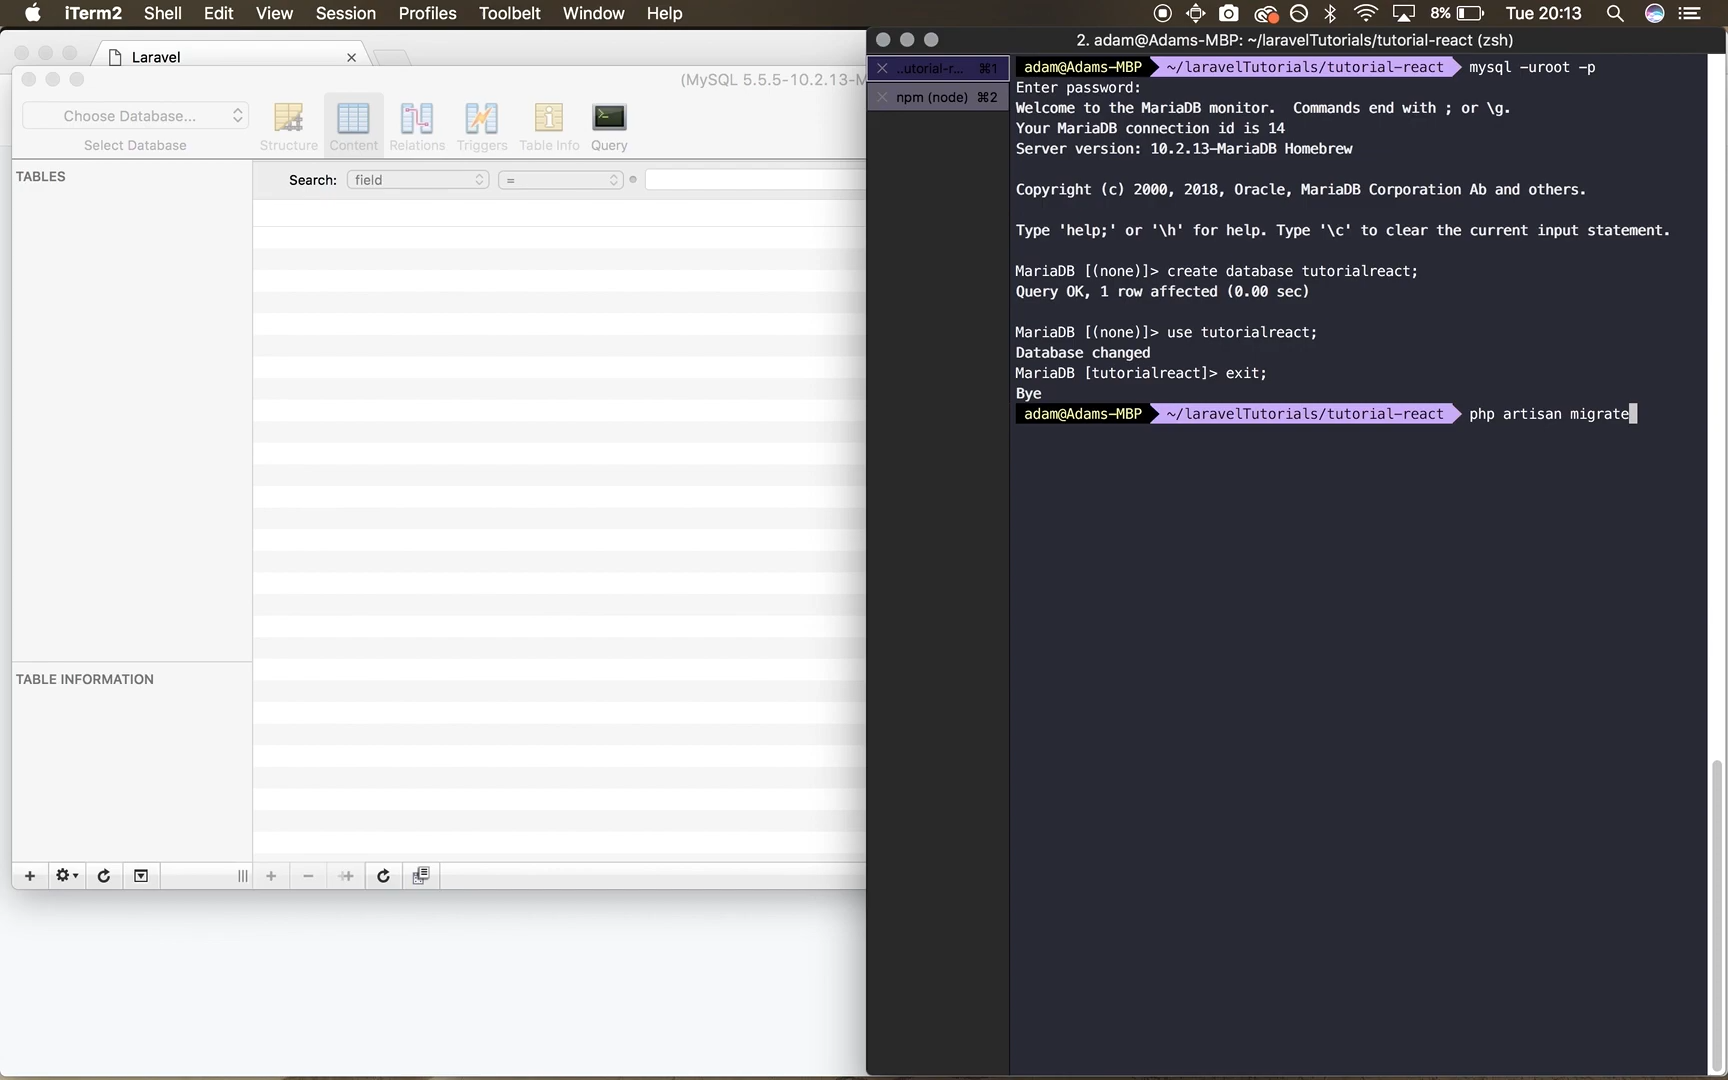 iTerm2 Shell Edit View Session Profiles Toolbelt Window Help 8% Tue 20:13
Laravel
(MySQL 5.5.5-10.2.13-M
Choose Database...
Select Database
Structure Content Relations Triggers Table Info Query
TABLES
Search: field =
TABLE INFORMATION
2. adam@Adams-MBP: ~/laravelTutorials/tutorial-react (zsh)
..utorial-r... ⌘1
npm (node) ⌘2
adam@Adams-MBP ~/laravelTutorials/tutorial-react mysql -uroot -p
Enter password:
Welcome to the MariaDB monitor.  Commands end with ; or \g.
Your MariaDB connection id is 14
Server version: 10.2.13-MariaDB Homebrew
Copyright (c) 2000, 2018, Oracle, MariaDB Corporation Ab and others.
Type 'help;' or '\h' for help. Type '\c' to clear the current input statement.
MariaDB [(none)]> create database tutorialreact;
Query OK, 1 row affected (0.00 sec)
MariaDB [(none)]> use tutorialreact;
Database changed
MariaDB [tutorialreact]> exit;
Bye
adam@Adams-MBP ~/laravelTutorials/tutorial-react php artisan migrate